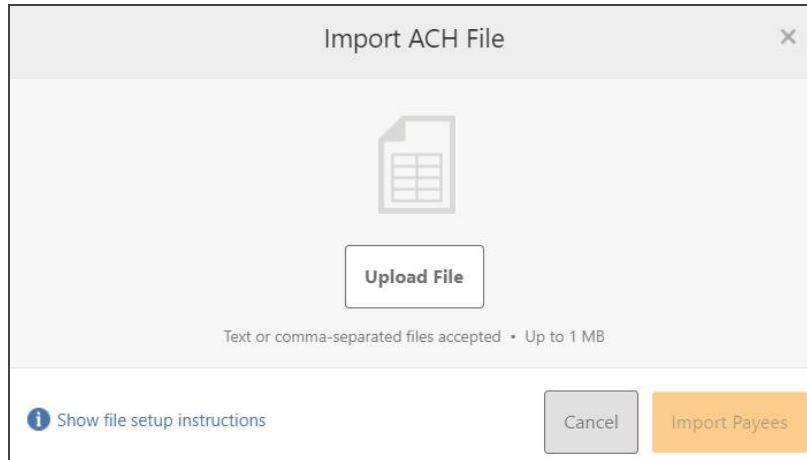 Import ACH File
Upload File
Text or comma-separated files accepted • Up to 1 MB
Show file setup instructions
Cancel
Import Payees